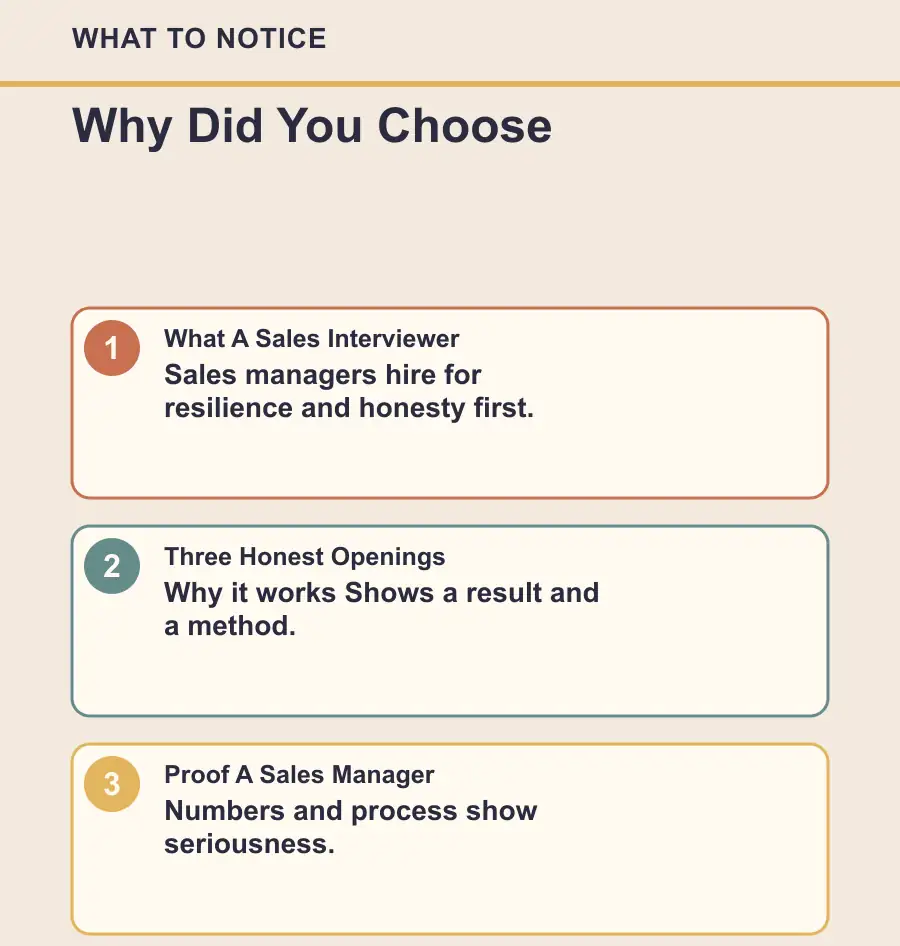 WHAT TO NOTICE
Why Did You Choose
1
What A Sales Interviewer
Sales managers hire for
resilience and honesty first.
2
Three Honest Openings
Why it works Shows a result and
a method.
3
Proof A Sales Manager
Numbers and process show
seriousness.